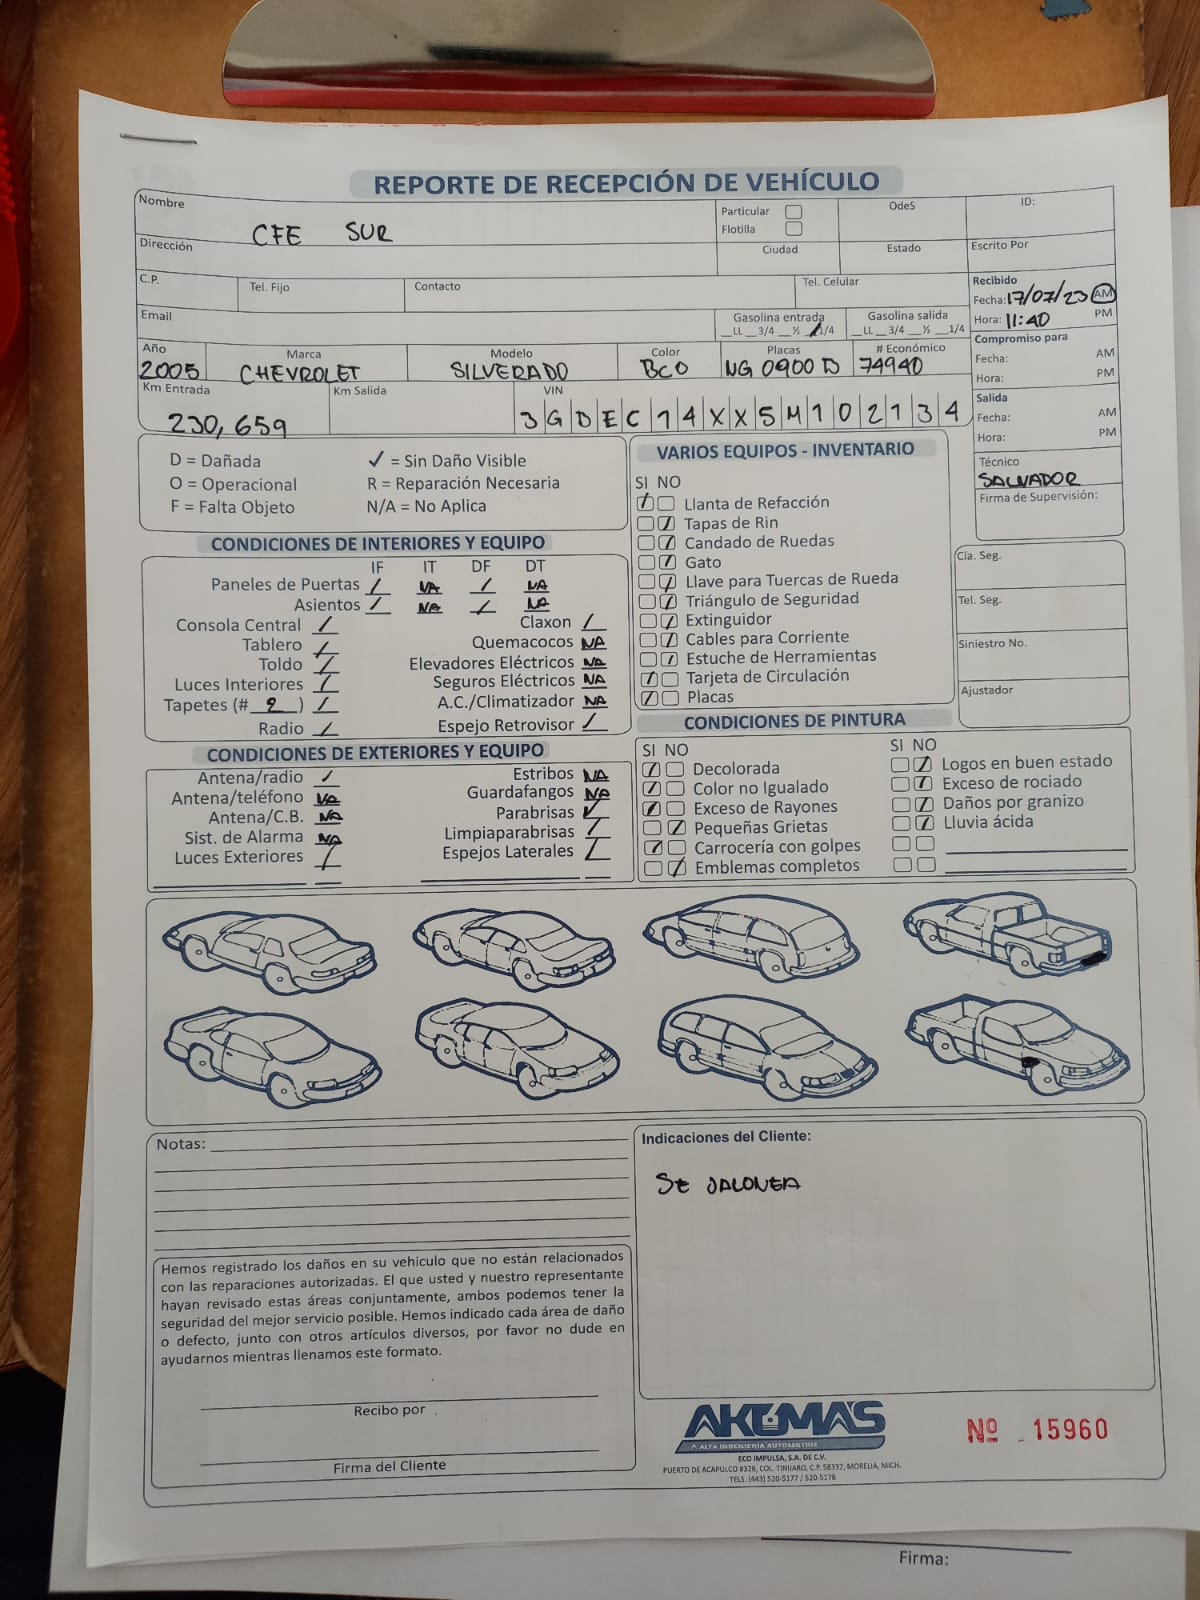 REPORTE DE RECEPCIÓN DE VEHÍCULO
Nombre
CFE SUR
Particular
Flotilla
OdeS
ID:
Dirección
Ciudad
Estado
Escrito Por
C.P.
Tel. Fijo
Contacto
Tel. Celular
Recibido
Fecha: 17/07/23 AM
Hora: 11:40 PM
Email
Gasolina entrada
__LL __3/4 __½ __1/4
Gasolina salida
__LL __3/4 __½ __1/4
Compromiso para
Fecha: AM
Hora: PM
Año
2005
Marca
CHEVROLET
Modelo
SILVERADO
Color
BCO
Placas
NG 0900 D
# Económico
74940
Km Entrada
230,659
Km Salida
VIN
3GDEC14XX5M102134
Salida
Fecha: AM
Hora: PM
Técnico
SALVADOR
Firma de Supervisión:
D = Dañada
✓ = Sin Daño Visible
O = Operacional
R = Reparación Necesaria
F = Falta Objeto
N/A = No Aplica
CONDICIONES DE INTERIORES Y EQUIPO
IF IT DF DT
Paneles de Puertas / NA / NA
Asientos / NA / NA
Consola Central /
Claxon /
Tablero /
Quemacocos NA
Toldo /
Elevadores Eléctricos NA
Luces Interiores /
Seguros Eléctricos NA
Tapetes (# 2 ) /
A.C./Climatizador NA
Radio /
Espejo Retrovisor /
CONDICIONES DE EXTERIORES Y EQUIPO
Antena/radio /
Estribos NA
Antena/teléfono NA
Guardafangos NA
Antena/C.B. NA
Parabrisas ✓
Sist. de Alarma NA
Limpiaparabrisas /
Luces Exteriores /
Espejos Laterales /
VARIOS EQUIPOS - INVENTARIO
SI NO
Llanta de Refacción
Tapas de Rin
Candado de Ruedas
Gato
Llave para Tuercas de Rueda
Triángulo de Seguridad
Extinguidor
Cables para Corriente
Estuche de Herramientas
Tarjeta de Circulación
Placas
Cía. Seg.
Tel. Seg.
Siniestro No.
Ajustador
CONDICIONES DE PINTURA
SI NO
Decolorada
Color no Igualado
Exceso de Rayones
Pequeñas Grietas
Carrocería con golpes
Emblemas completos
SI NO
Logos en buen estado
Exceso de rociado
Daños por granizo
Lluvia ácida
Notas:
Indicaciones del Cliente:
SE JALONEA
Hemos registrado los daños en su vehiculo que no están relacionados
con las reparaciones autorizadas. El que usted y nuestro representante
hayan revisado estas áreas conjuntamente, ambos podemos tener la
seguridad del mejor servicio posible. Hemos indicado cada área de daño
o defecto, junto con otros artículos diversos, por favor no dude en
ayudarnos mientras llenamos este formato.
Recibo por
Firma del Cliente
AKUMA'S
ALTA INGENIERÍA AUTOMOTRIZ
ECO IMPULSA, S.A. DE C.V.
PUERTO DE ACAPULCO #328, COL. TINIJARO, C.P. 58337, MORELIA, MICH.
TELS. (443) 520-5177 / 520-5178
Nº 15960
Firma: